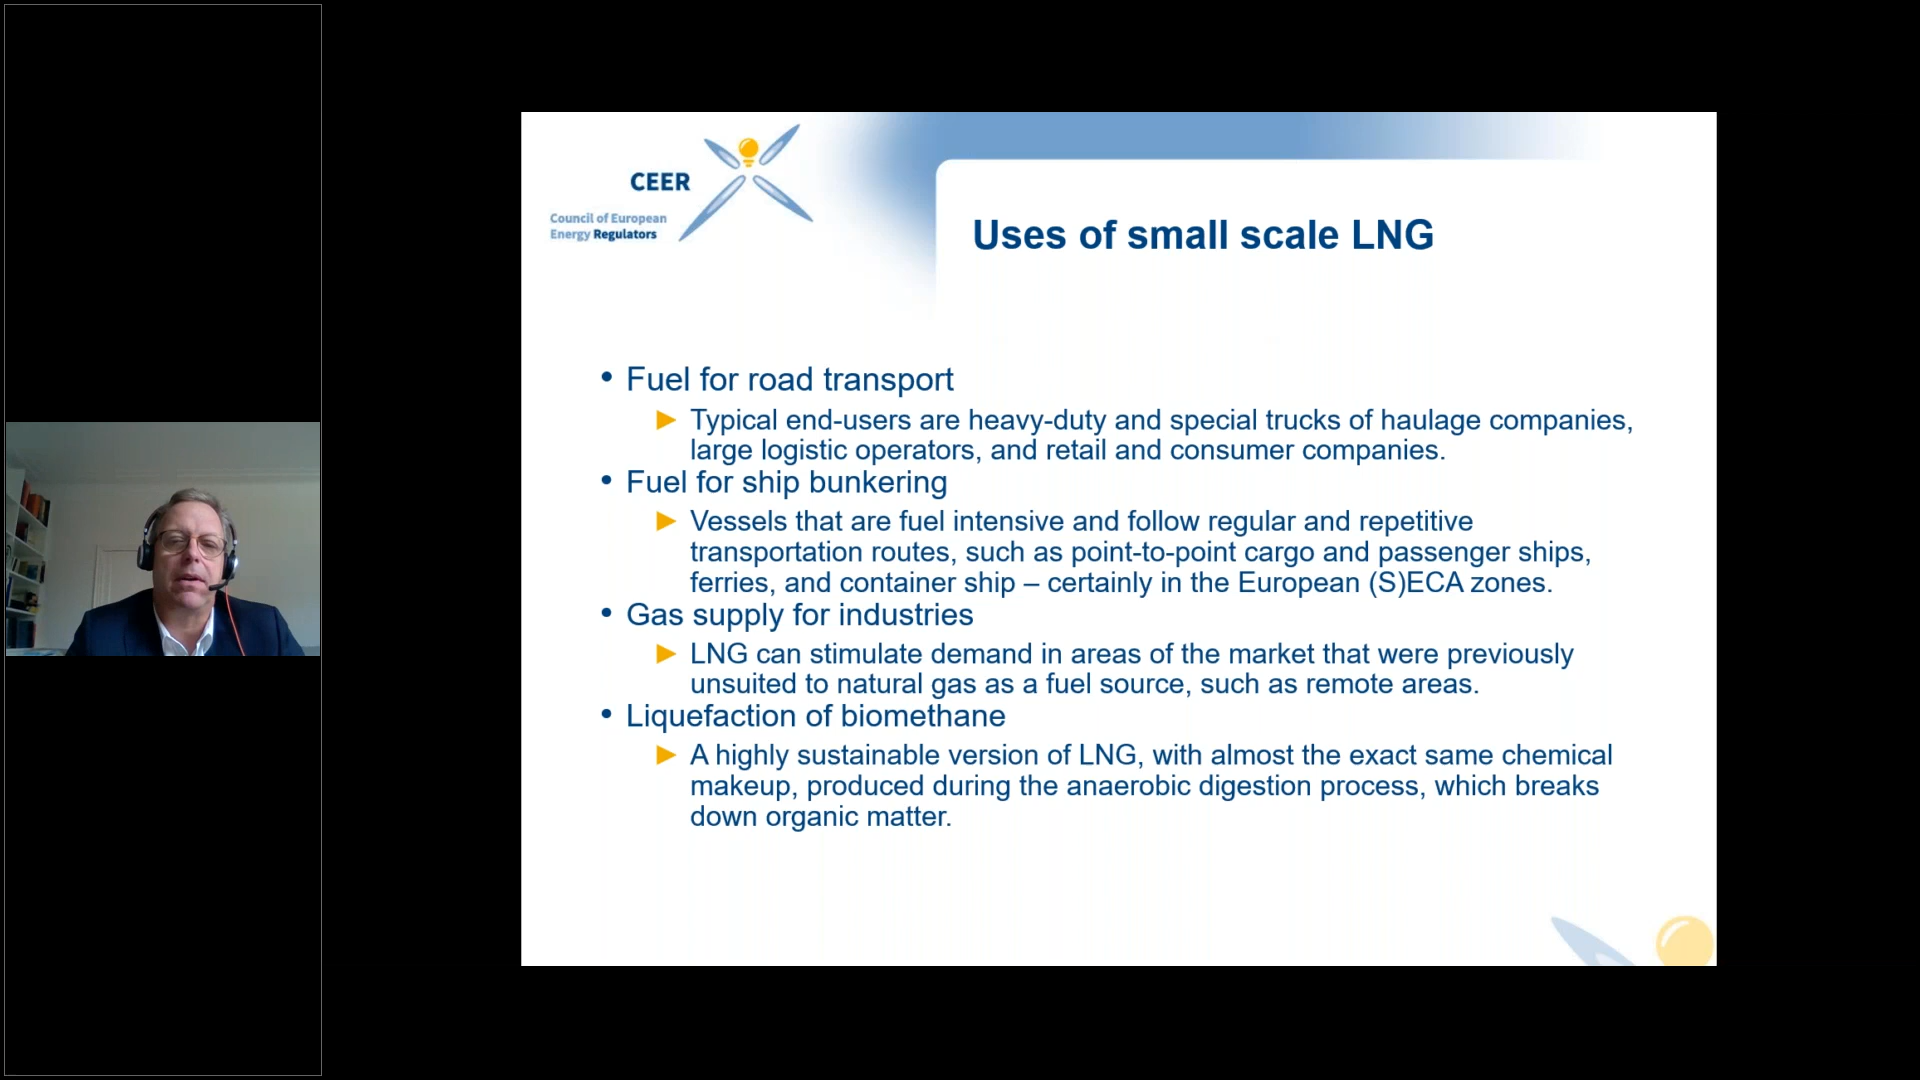 CEER
Council of European
Energy Regulators
Uses of small scale LNG
• Fuel for road transport
► Typical end-users are heavy-duty and special trucks of haulage companies,
large logistic operators, and retail and consumer companies.
• Fuel for ship bunkering
► Vessels that are fuel intensive and follow regular and repetitive
transportation routes, such as point-to-point cargo and passenger ships,
ferries, and container ship – certainly in the European (S)ECA zones.
• Gas supply for industries
► LNG can stimulate demand in areas of the market that were previously
unsuited to natural gas as a fuel source, such as remote areas.
• Liquefaction of biomethane
► A highly sustainable version of LNG, with almost the exact same chemical
makeup, produced during the anaerobic digestion process, which breaks
down organic matter.